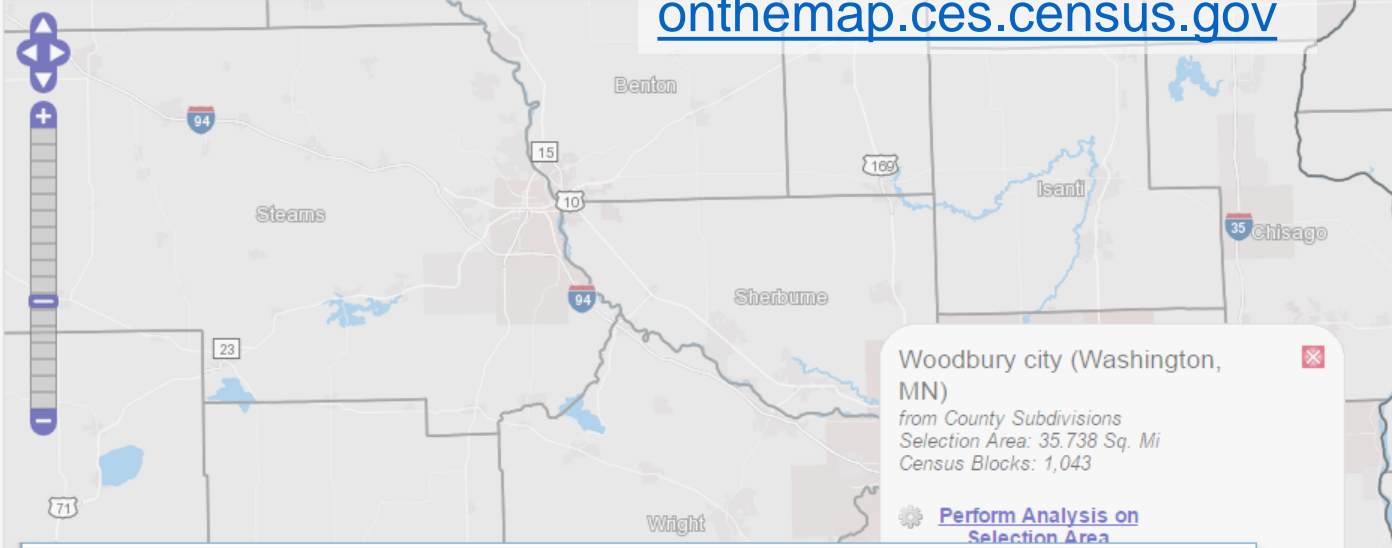 onthemap.ces.census.gov
Benton
94
15
169
10
Isanti
Stearns
35
Chisago
94
Sherburne
23
Woodbury city (Washington,
MN)
from County Subdivisions
Selection Area: 35.738 Sq. Mi
Census Blocks: 1,043
71
Wright
Perform Analysis on
Selection Area